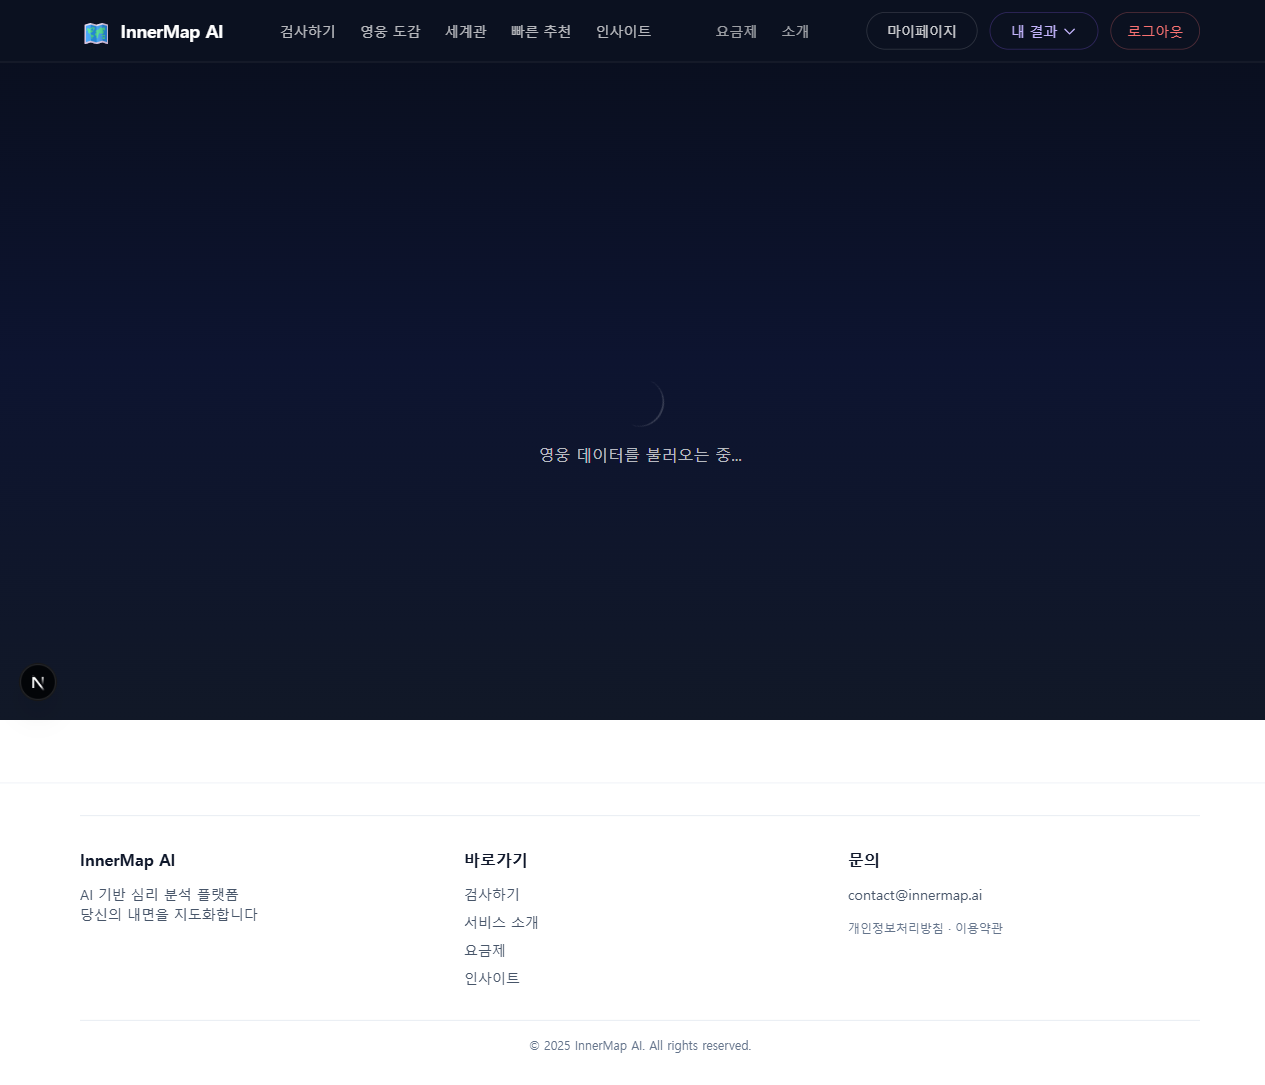 InnerMap AI
검사하기 영웅 도감 세계관 빠른 추천 인사이트 요금제 소개 마이페이지 내 결과 로그아웃
영웅 데이터를 불러오는 중...
N
InnerMap AI
AI 기반 심리 분석 플랫폼
당신의 내면을 지도화합니다
바로가기
검사하기
서비스 소개
요금제
인사이트
문의
contact@innermap.ai
개인정보처리방침 · 이용약관
© 2025 InnerMap AI. All rights reserved.